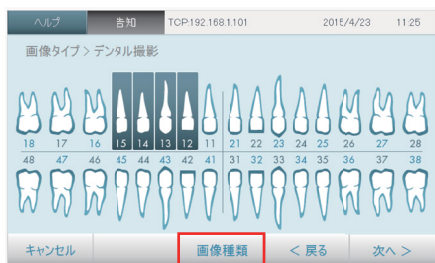 ヘルプ 告知 TCP:192.168.1.101 2015/4/23 11:25
画像タイプ > デンタル撮影
18 17 16 15 14 13 12 11 21 22 23 24 25 26 27 28
48 47 46 45 44 43 42 41 31 32 33 34 35 36 37 38
キャンセル 画像種類 < 戻る 次へ >